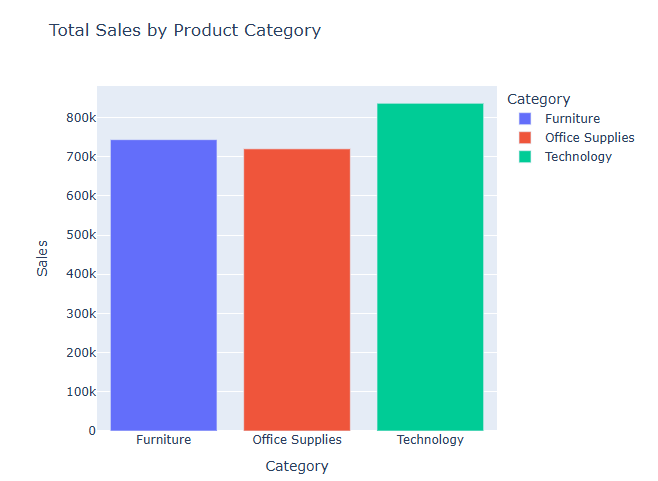 Total Sales by Product Category
Category
Furniture
Office Supplies
Technology
800k
700k
600k
500k
400k
300k
200k
100k
0
Sales
Furniture
Office Supplies
Technology
Category